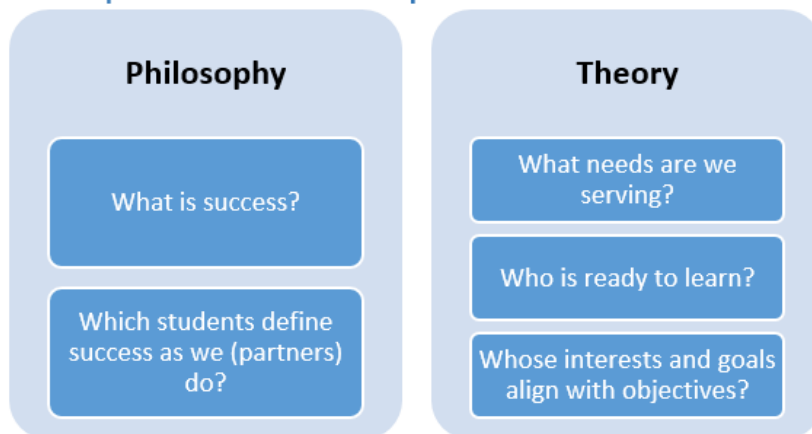 Philosophy
What is success?
Which students define
success as we (partners)
do?
Theory
What needs are we
serving?
Who is ready to learn?
Whose interests and goals
align with objectives?